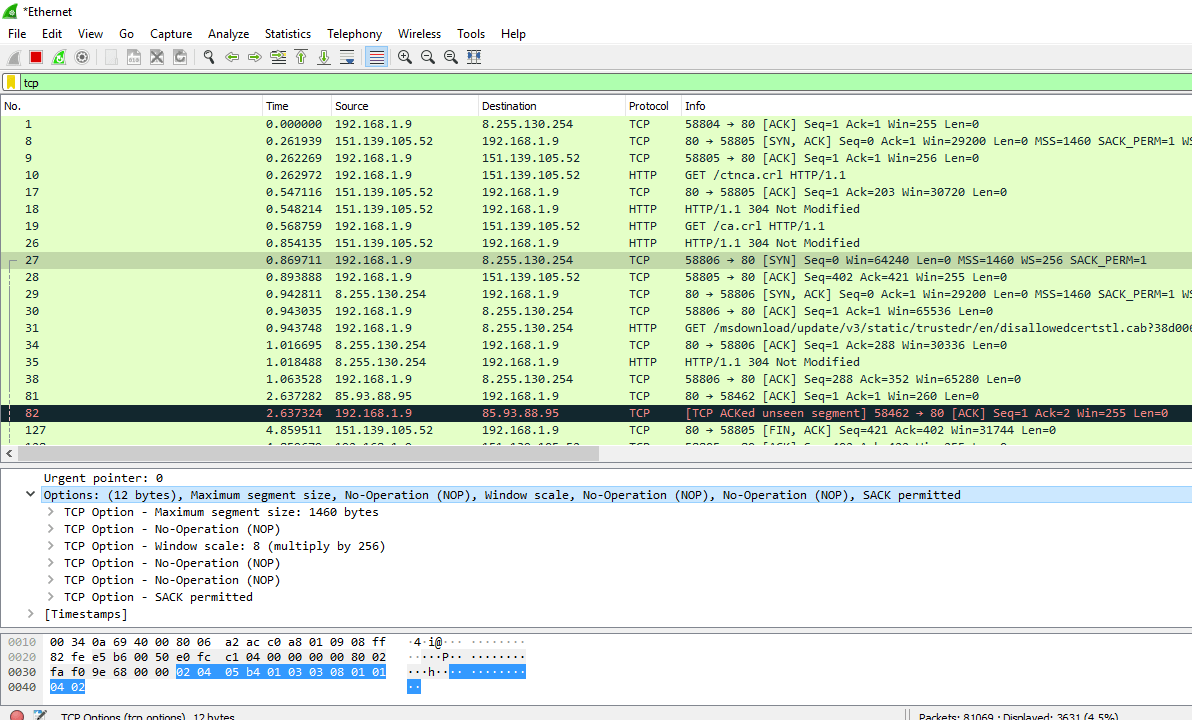 *Ethernet
File Edit View Go Capture Analyze Statistics Telephony Wireless Tools Help
tcp
No. Time Source Destination Protocol Info
1 0.000000 192.168.1.9 8.255.130.254 TCP 58804 → 80 [ACK] Seq=1 Ack=1 Win=255 Len=0
8 0.261939 151.139.105.52 192.168.1.9 TCP 80 → 58805 [SYN, ACK] Seq=0 Ack=1 Win=29200 Len=0 MSS=1460 SACK_PERM=1 WS
9 0.262269 192.168.1.9 151.139.105.52 TCP 58805 → 80 [ACK] Seq=1 Ack=1 Win=256 Len=0
10 0.262972 192.168.1.9 151.139.105.52 HTTP GET /ctnca.crl HTTP/1.1
17 0.547116 151.139.105.52 192.168.1.9 TCP 80 → 58805 [ACK] Seq=1 Ack=203 Win=30720 Len=0
18 0.548214 151.139.105.52 192.168.1.9 HTTP HTTP/1.1 304 Not Modified
19 0.568759 192.168.1.9 151.139.105.52 HTTP GET /ca.crl HTTP/1.1
26 0.854135 151.139.105.52 192.168.1.9 HTTP HTTP/1.1 304 Not Modified
27 0.869711 192.168.1.9 8.255.130.254 TCP 58806 → 80 [SYN] Seq=0 Win=64240 Len=0 MSS=1460 WS=256 SACK_PERM=1
28 0.893888 192.168.1.9 151.139.105.52 TCP 58805 → 80 [ACK] Seq=402 Ack=421 Win=255 Len=0
29 0.942811 8.255.130.254 192.168.1.9 TCP 80 → 58806 [SYN, ACK] Seq=0 Ack=1 Win=29200 Len=0 MSS=1460 SACK_PERM=1 WS
30 0.943035 192.168.1.9 8.255.130.254 TCP 58806 → 80 [ACK] Seq=1 Ack=1 Win=65536 Len=0
31 0.943748 192.168.1.9 8.255.130.254 HTTP GET /msdownload/update/v3/static/trustedr/en/disallowedcertstl.cab?38d006
34 1.016695 8.255.130.254 192.168.1.9 TCP 80 → 58806 [ACK] Seq=1 Ack=288 Win=30336 Len=0
35 1.018488 8.255.130.254 192.168.1.9 HTTP HTTP/1.1 304 Not Modified
38 1.063528 192.168.1.9 8.255.130.254 TCP 58806 → 80 [ACK] Seq=288 Ack=352 Win=65280 Len=0
81 2.637282 85.93.88.95 192.168.1.9 TCP 80 → 58462 [ACK] Seq=1 Ack=1 Win=260 Len=0
82 2.637324 192.168.1.9 85.93.88.95 TCP [TCP ACKed unseen segment] 58462 → 80 [ACK] Seq=1 Ack=2 Win=255 Len=0
127 4.859511 151.139.105.52 192.168.1.9 TCP 80 → 58805 [FIN, ACK] Seq=421 Ack=402 Win=31744 Len=0
Urgent pointer: 0
Options: (12 bytes), Maximum segment size, No-Operation (NOP), Window scale, No-Operation (NOP), No-Operation (NOP), SACK permitted
TCP Option - Maximum segment size: 1460 bytes
TCP Option - No-Operation (NOP)
TCP Option - Window scale: 8 (multiply by 256)
TCP Option - No-Operation (NOP)
TCP Option - No-Operation (NOP)
TCP Option - SACK permitted
[Timestamps]
0010 00 34 0a 69 40 00 80 06 a2 ac c0 a8 01 09 08 ff ·4·i@··· ········
0020 82 fe e5 b6 00 50 e0 fc c1 04 00 00 00 00 80 02 ·····P·· ········
0030 fa f0 9e 68 00 00 02 04 05 b4 01 03 03 08 01 01 ···h···· ········
0040 04 02 ··
TCP Options (tcp.options), 12 bytes
Packets: 81069 · Displayed: 3631 (4.5%)